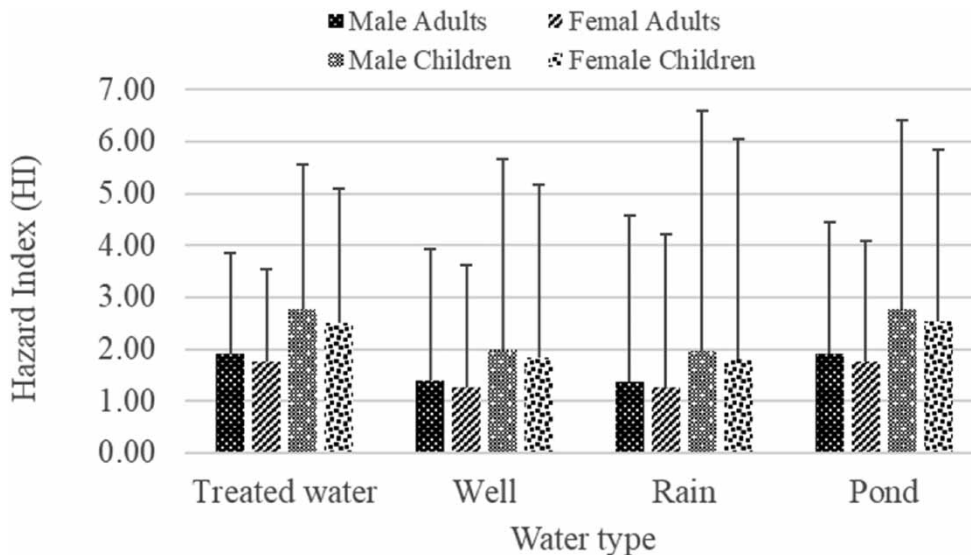 Male Adults Femal Adults
Male Children Female Children
7.00
6.00
5.00
4.00
3.00
2.00
1.00
0.00
Hazard Index (HI)
Treated water Well Rain Pond
Water type